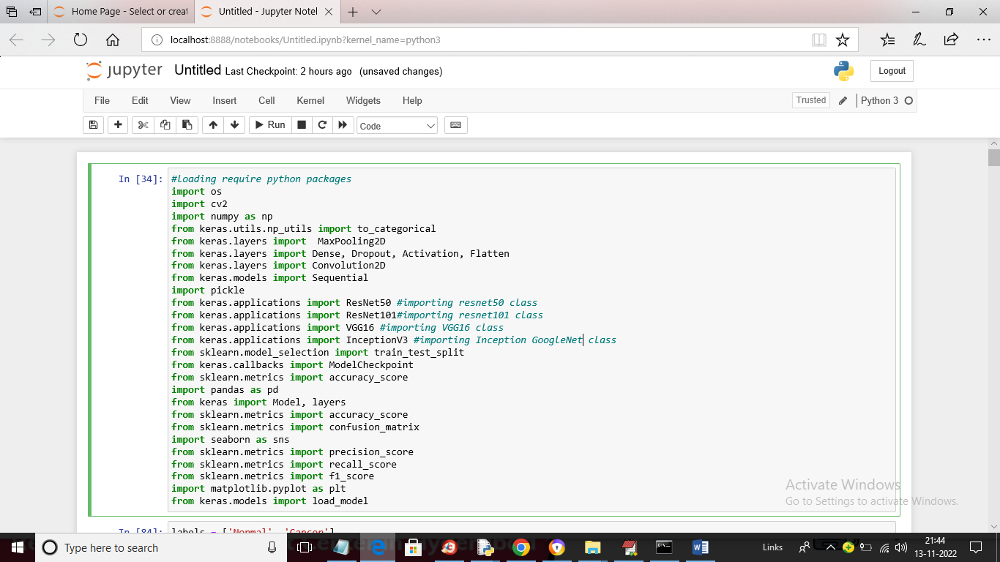 Home Page - Select or creat
Untitled - Jupyter Notel
localhost:8888/notebooks/Untitled.ipynb?kernel_name=python3
jupyter Untitled Last Checkpoint: 2 hours ago (unsaved changes)
Logout
File Edit View Insert Cell Kernel Widgets Help
Trusted Python 3
Run Code
In [34]:
#loading require python packages
import os
import cv2
import numpy as np
from keras.utils.np_utils import to_categorical
from keras.layers import  MaxPooling2D
from keras.layers import Dense, Dropout, Activation, Flatten
from keras.layers import Convolution2D
from keras.models import Sequential
import pickle
from keras.applications import ResNet50 #importing resnet50 class
from keras.applications import ResNet101#importing resnet101 class
from keras.applications import VGG16 #importing VGG16 class
from keras.applications import InceptionV3 #importing Inception GoogleNet class
from sklearn.model_selection import train_test_split
from keras.callbacks import ModelCheckpoint
from sklearn.metrics import accuracy_score
import pandas as pd
from keras import Model, layers
from sklearn.metrics import accuracy_score
from sklearn.metrics import confusion_matrix
import seaborn as sns
from sklearn.metrics import precision_score
from sklearn.metrics import recall_score
from sklearn.metrics import f1_score
import matplotlib.pyplot as plt
from keras.models import load_model
Activate Windows
Go to Settings to activate Windows.
In [84]: labels = ['Normal', 'Cancer']
Type here to search
Links
21:44
13-11-2022